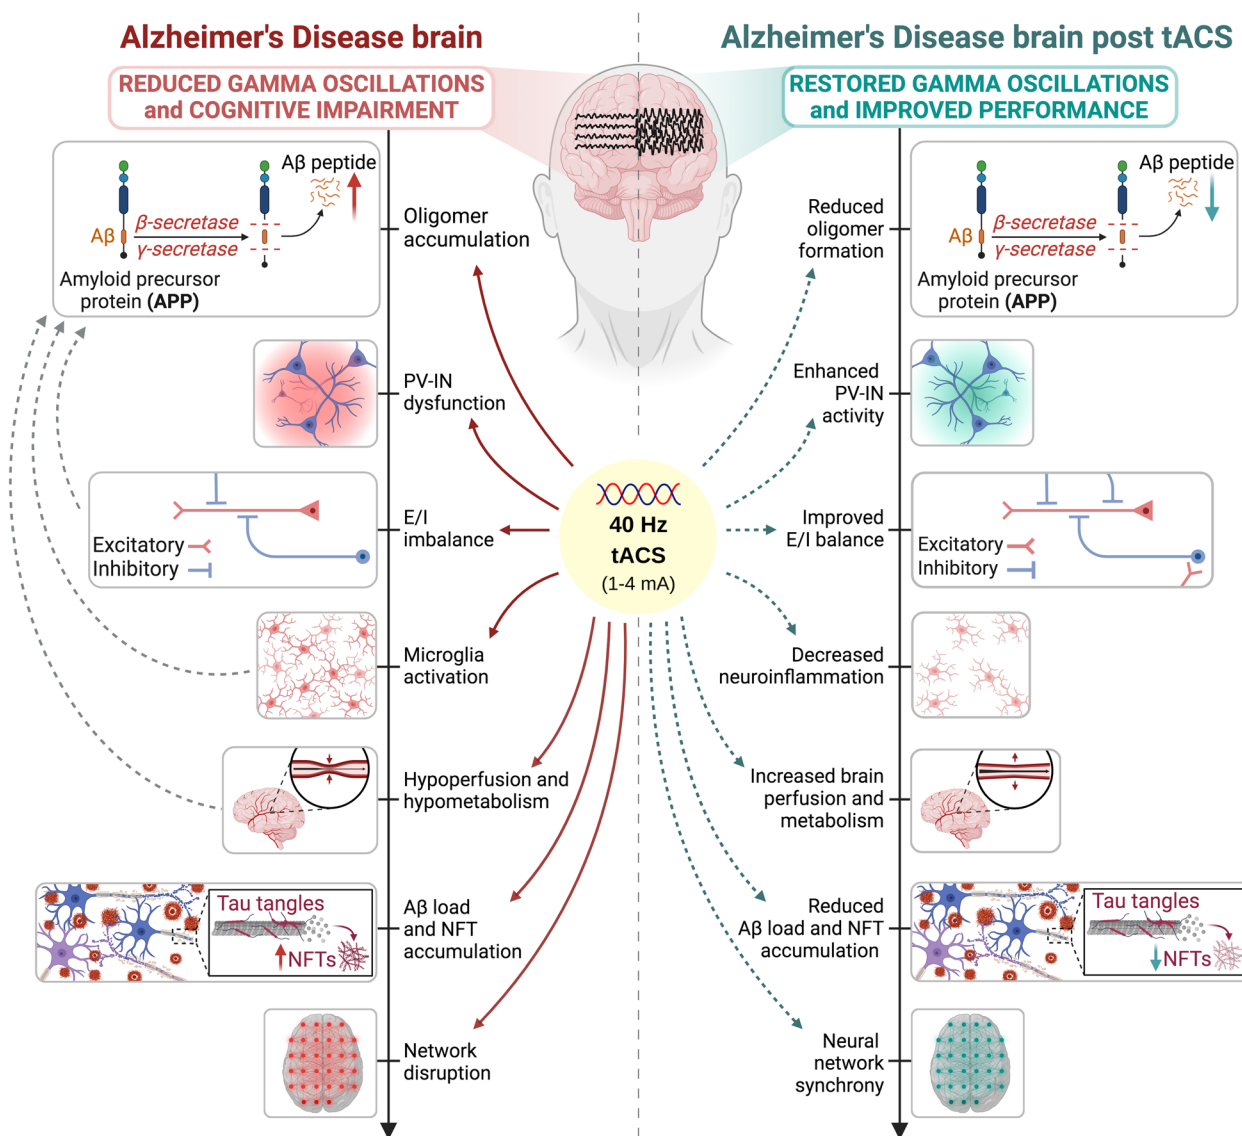 Alzheimer's Disease brain
REDUCED GAMMA OSCILLATIONS
and COGNITIVE IMPAIRMENT
Aβ peptide
β-secretase
Aβ
γ-secretase
Amyloid precursor
protein (APP)
Oligomer
accumulation
PV-IN
dysfunction
E/I
imbalance
Excitatory
Inhibitory
Microglia
activation
Hypoperfusion and
hypometabolism
Tau tangles
NFTs
Aβ load
and NFT
accumulation
Network
disruption
40 Hz
tACS
(1-4 mA)
Alzheimer's Disease brain post tACS
RESTORED GAMMA OSCILLATIONS
and IMPROVED PERFORMANCE
Reduced
oligomer
formation
Aβ peptide
β-secretase
Aβ
γ-secretase
Amyloid precursor
protein (APP)
Enhanced
PV-IN
activity
Improved
E/I balance
Excitatory
Inhibitory
Decreased
neuroinflammation
Increased brain
perfusion and
metabolism
Reduced
Aβ load and NFT
accumulation
Tau tangles
NFTs
Neural
network
synchrony